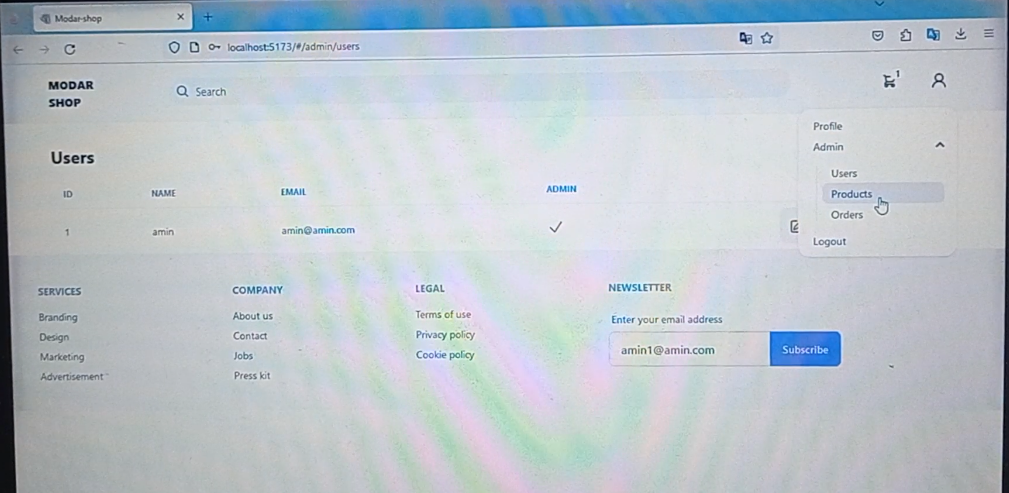 Modar-shop
localhost:5173/#/admin/users
MODAR
SHOP
Search
1
Profile
Admin
Users
Products
Orders
Logout
Users
ID NAME EMAIL ADMIN
1 amin amin@amin.com
SERVICES
Branding
Design
Marketing
Advertisement
COMPANY
About us
Contact
Jobs
Press kit
LEGAL
Terms of use
Privacy policy
Cookie policy
NEWSLETTER
Enter your email address
amin1@amin.com
Subscribe